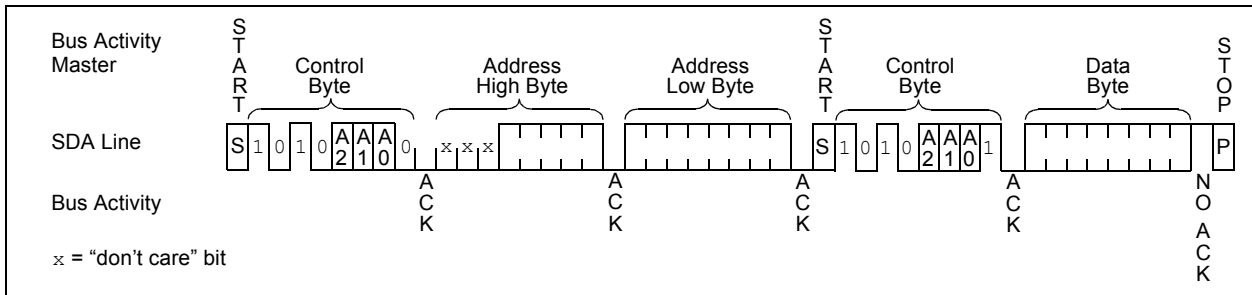 Bus Activity
Master
START
Control
Byte
Address
High Byte
Address
Low Byte
START
Control
Byte
Data
Byte
STOP
SDA Line
S 1 0 1 0 A2 A1 A0 0 x x x S 1 0 1 0 A2 A1 A0 1 P
Bus Activity
ACK
ACK
ACK
ACK
NO ACK
x = “don’t care” bit